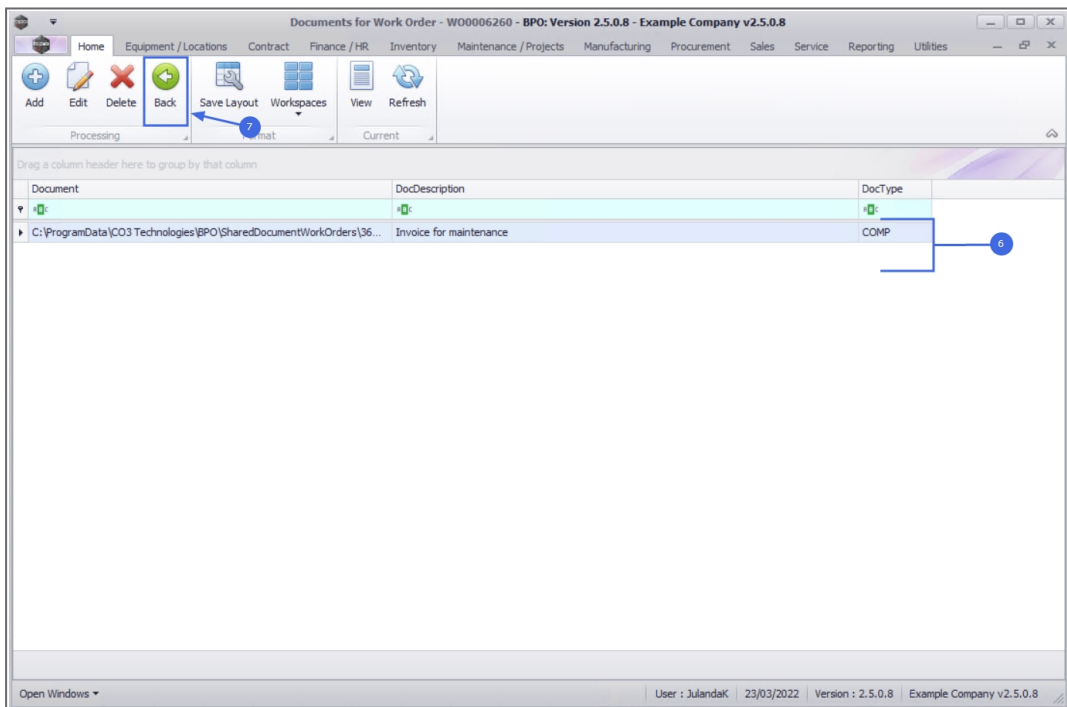 Documents for Work Order - WO0006260 - BPO: Version 2.5.0.8 - Example Company v2.5.0.8
Home Equipment / Locations Contract Finance / HR Inventory Maintenance / Projects Manufacturing Procurement Sales Service Reporting Utilities
Add Edit Delete Back Save Layout Workspaces View Refresh
7
Processing Format Current
Drag a column header here to group by that column
Document DocDescription DocType
C:\ProgramData\CO3 Technologies\BPO\SharedDocumentWorkOrders\36... Invoice for maintenance COMP
6
Open Windows User : JulandaK 23/03/2022 Version : 2.5.0.8 Example Company v2.5.0.8